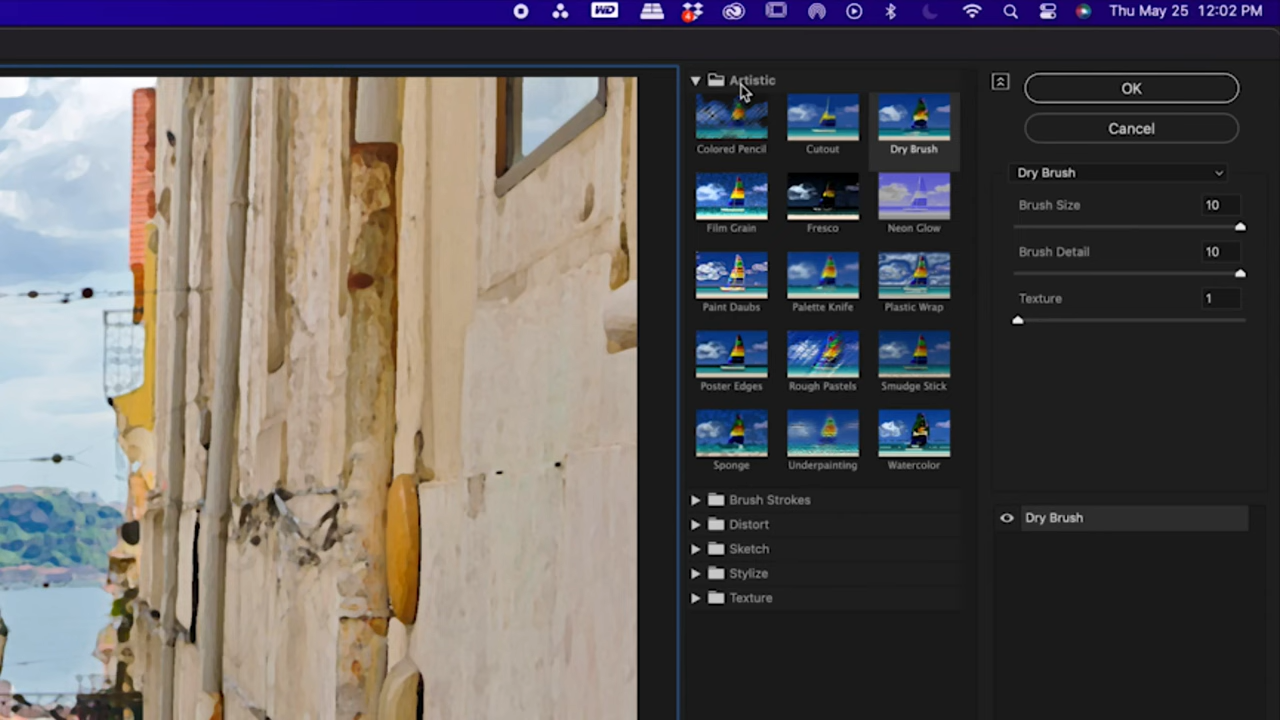 WD
4
Thu May 25 12:02 PM
Artistic
Colored Pencil
Cutout
Dry Brush
Film Grain
Fresco
Neon Glow
Paint Daubs
Palette Knife
Plastic Wrap
Poster Edges
Rough Pastels
Smudge Stick
Sponge
Underpainting
Watercolor
Brush Strokes
Distort
Sketch
Stylize
Texture
OK
Cancel
Dry Brush
Brush Size 10
Brush Detail 10
Texture 1
Dry Brush